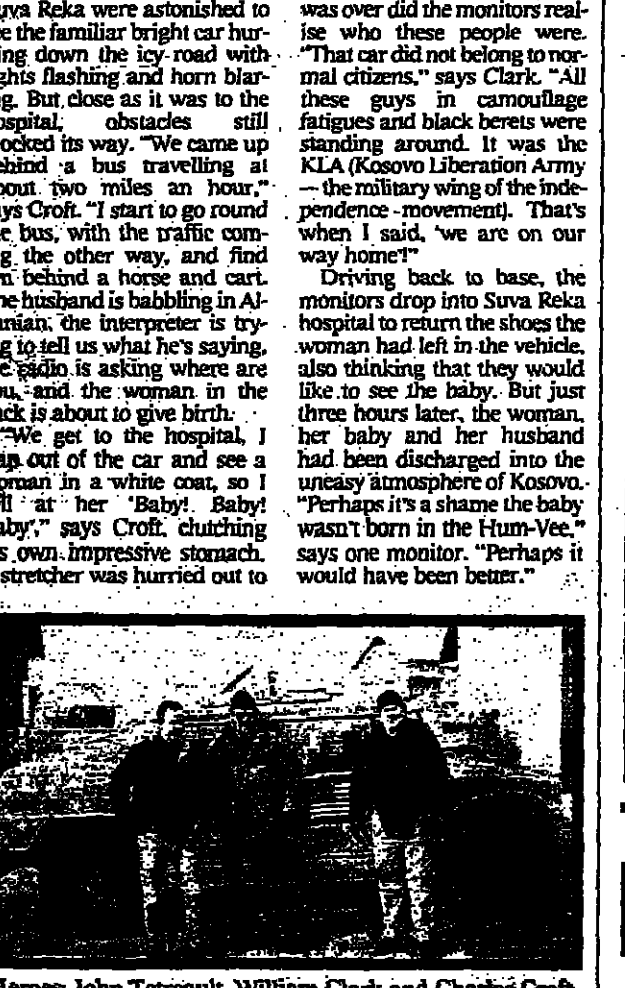 uva Reka were astonished to
e the familiar bright car hur-
ing down the icy road with
ghts flashing and horn blar-
g. But, close as it was to the
ospital, obstacles still
ocked its way. "We came up
ehind a bus travelling at
bout two miles an hour,"
ys Croft. "I start to go round
e bus, with the traffic com-
g the other way, and find
m behind a horse and cart.
he husband is babbling in Al-
anian, the interpreter is try-
g to tell us what he's saying,
e radio is asking where are
ou, and the woman in the
ack is about to give birth.
"We get to the hospital, I
ap out of the car and see a
oman in a white coat, so I
ll at her 'Baby! Baby!
aby'," says Croft, clutching
s own impressive stomach.
stretcher was hurried out to
was over did the monitors real-
ise who these people were.
"That car did not belong to nor-
mal citizens," says Clark. "All
these guys in camouflage
fatigues and black berets were
standing around. It was the
KLA (Kosovo Liberation Army
— the military wing of the inde-
pendence -movement). That's
when I said, 'we are on our
way home'!"
Driving back to base, the
monitors drop into Suva Reka
hospital to return the shoes the
woman had left in the vehicle,
also thinking that they would
like to see the baby. But just
three hours later, the woman,
her baby and her husband
had been discharged into the
uneasy atmosphere of Kosovo.
"Perhaps it's a shame the baby
wasn't born in the Hum-Vee,"
says one monitor. "Perhaps it
would have been better."
John Tetreault, William Clark and Charles Croft